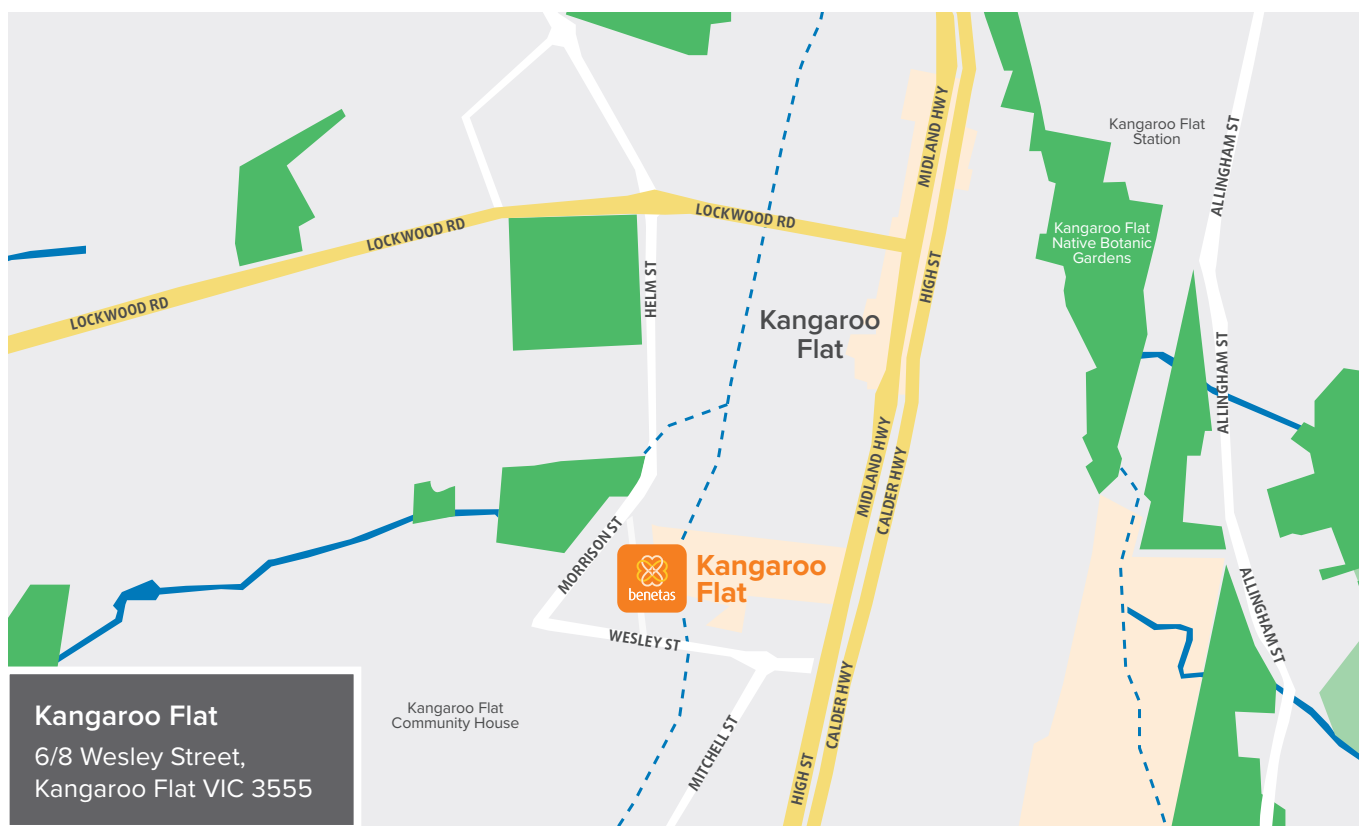 MIDLAND HWY
Kangaroo Flat
Station
ALLINGHAM ST
LOCKWOOD RD
LOCKWOOD RD
LOCKWOOD RD
Kangaroo Flat
Native Botanic
Gardens
HELM ST
HIGH ST
Kangaroo
Flat
ALLINGHAM ST
MIDLAND HWY
CALDER HWY
MORRISON ST
benetas
Kangaroo
Flat
WESLEY ST
ALLINGHAM ST
Kangaroo Flat
Community House
CALDER HWY
MITCHELL ST
HIGH ST
Kangaroo Flat
6/8 Wesley Street,
Kangaroo Flat VIC 3555